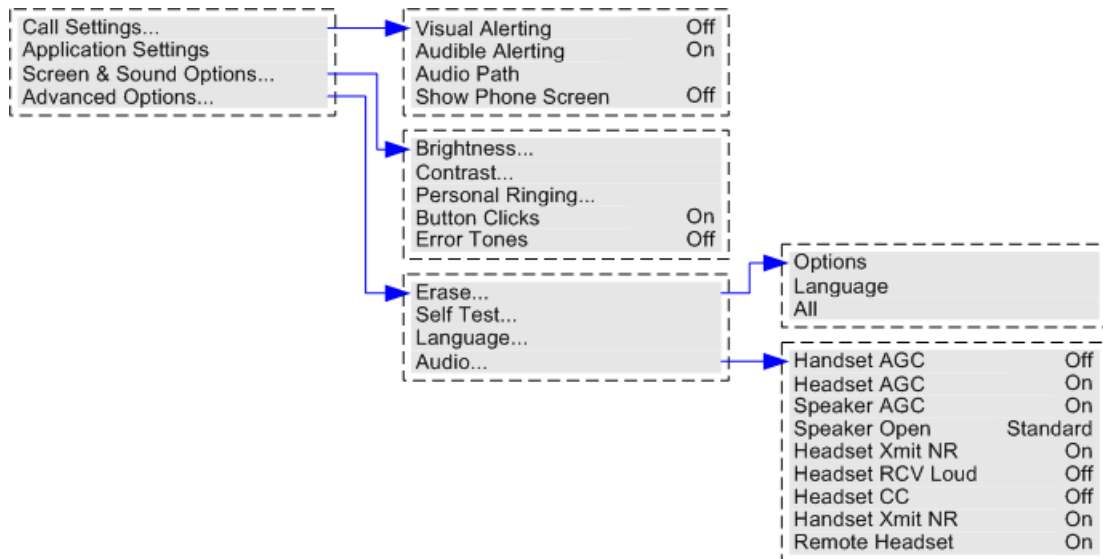 Call Settings...
Application Settings
Screen & Sound Options...
Advanced Options...
Visual Alerting Off
Audible Alerting On
Audio Path
Show Phone Screen Off
Brightness...
Contrast...
Personal Ringing...
Button Clicks On
Error Tones Off
Erase...
Self Test...
Language...
Audio...
Options
Language
All
Handset AGC Off
Headset AGC On
Speaker AGC On
Speaker Open Standard
Headset Xmit NR On
Headset RCV Loud Off
Headset CC Off
Handset Xmit NR On
Remote Headset On